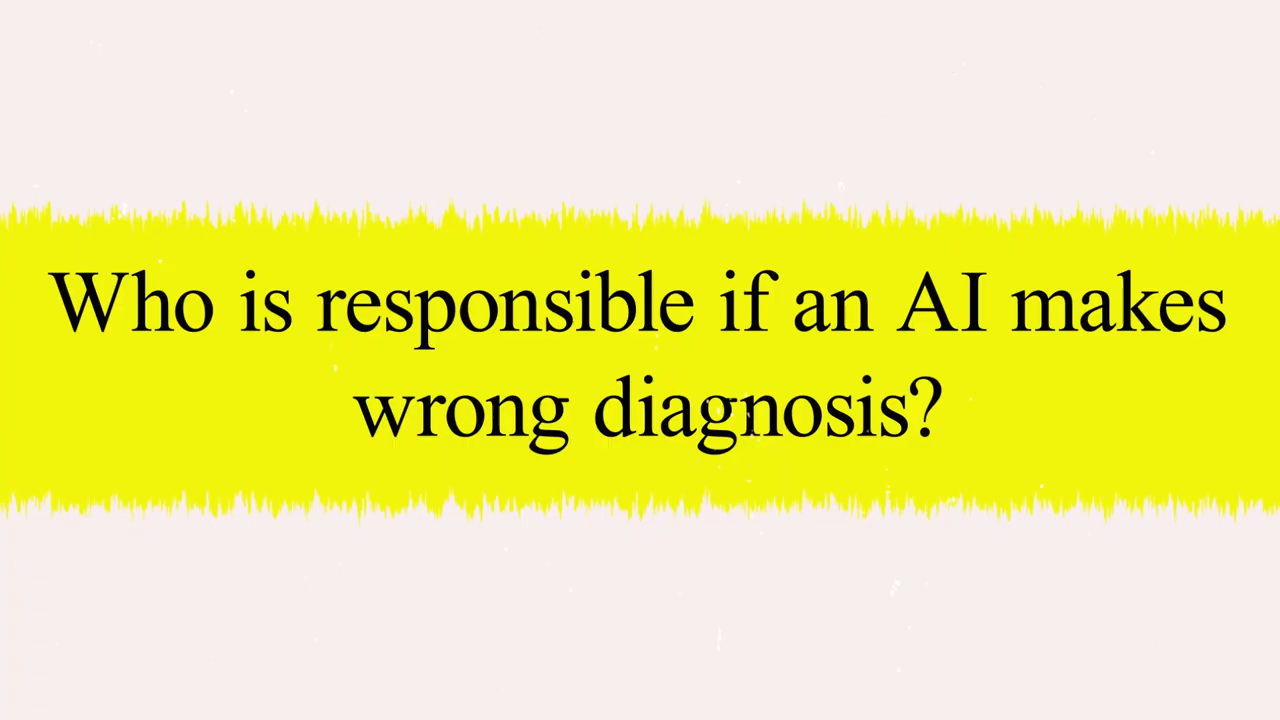 Who is responsible if an AI makes
wrong diagnosis?